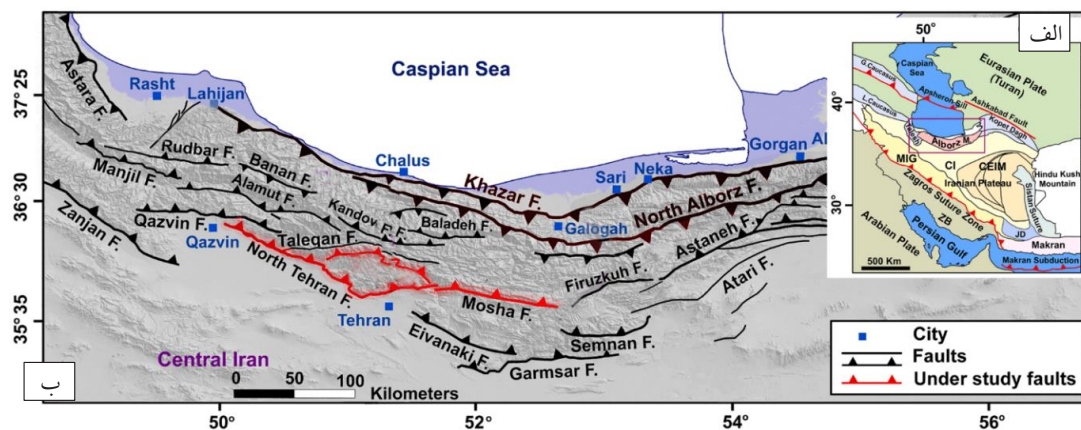 الف
50°
Caspian
Sea
Eurasian Plate
(Turan)
G.Caucasus
Apsheron Sill
Ashkabad Fault
40°
L.Caucasus
Kopet Dagh
Talesh
Alborz M.
MIG
CI
CEIM
Iranian Plateau
Hindu Kush
Mountain
Zagros Suture Zone
Sistan Suture
30°
ZB
JD
Arabian Plate
Persian Gulf
Makran
Makran Subduction
500 Km
37°25
36°30
35°35
Caspian Sea
Astara F.
Rasht
Lahijan
Rudbar F.
Banan F.
Chalus
Khazar F.
Sari
Neka
Gorgan
Al
Manjil F.
Alamut F.
Kandovan F.
Baladeh F.
North Alborz F.
Galogah
Zanjan F.
Qazvin F.
Qazvin
Taleqan F.
Astaneh F.
North Tehran F.
Mosha F.
Firuzkuh F.
Atari F.
Tehran
Eivanaki F.
Semnan F.
Garmsar F.
Central Iran
ب
0 50 100
Kilometers
City
Faults
Under study faults
50° 52° 54° 56°